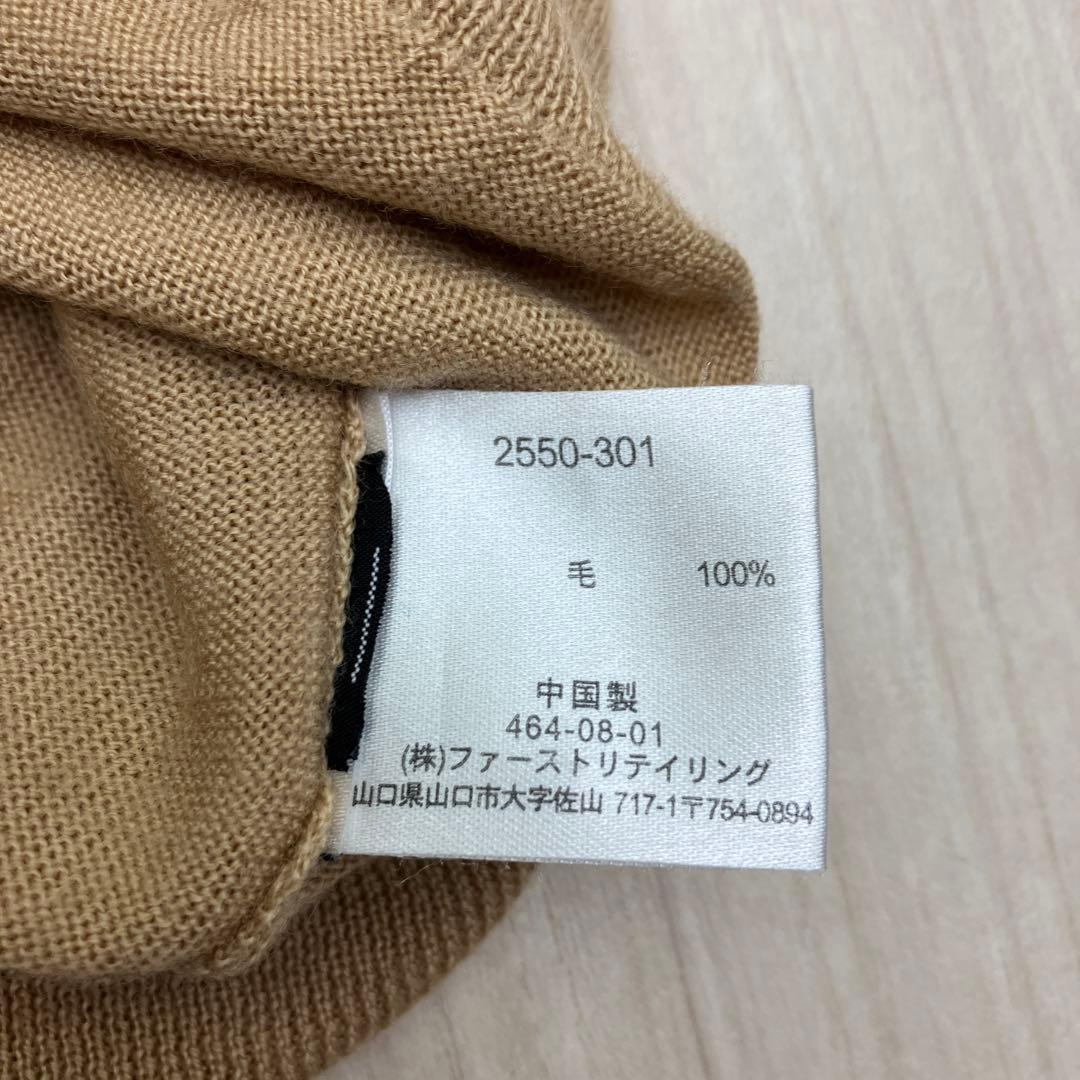 2550-301
毛 100%
中国製
464-08-01
(株)ファーストリテイリング
山口県山口市大字佐山 717-1〒754-0894